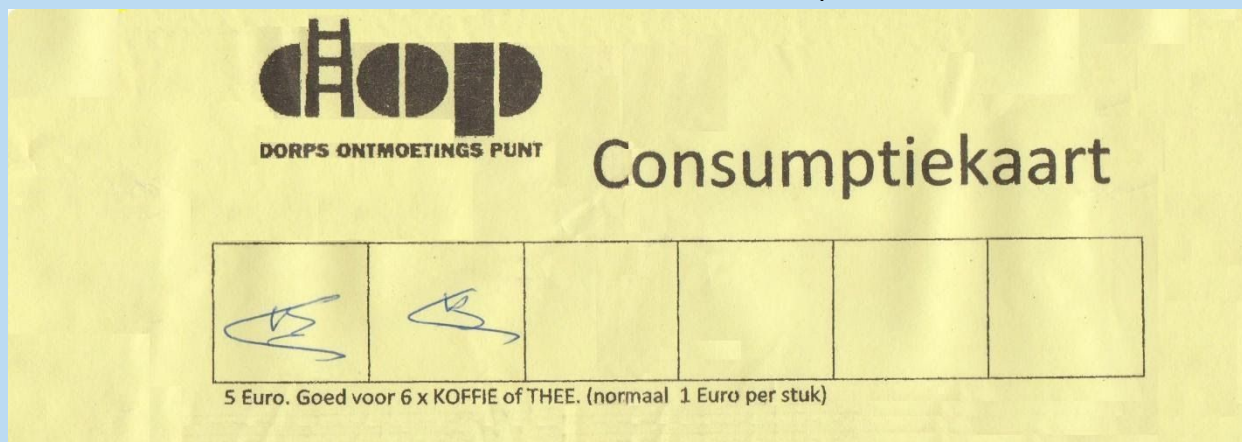 dop
DORPS ONTMOETINGS PUNT
Consumptiekaart
5 Euro. Goed voor 6 x KOFFIE of THEE. (normaal 1 Euro per stuk)